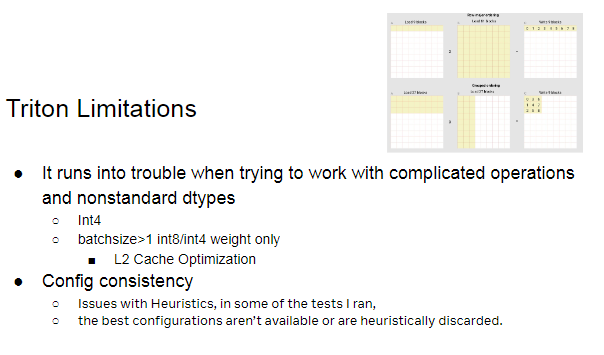 Row-major ordering
Load 9 blocks
Load 81 blocks
Write 9 blocks
0 1 2 3 4 5 6 7 8
Grouped ordering
Load 27 blocks
Load 27 blocks
Write 9 blocks
0 3 6
1 4 7
2 5 8
Triton Limitations
● It runs into trouble when trying to work with complicated operations
and nonstandard dtypes
○ Int4
○ batchsize>1 int8/int4 weight only
■ L2 Cache Optimization
● Config consistency
○ Issues with Heuristics, in some of the tests I ran,
○ the best configurations aren't available or are heuristically discarded.